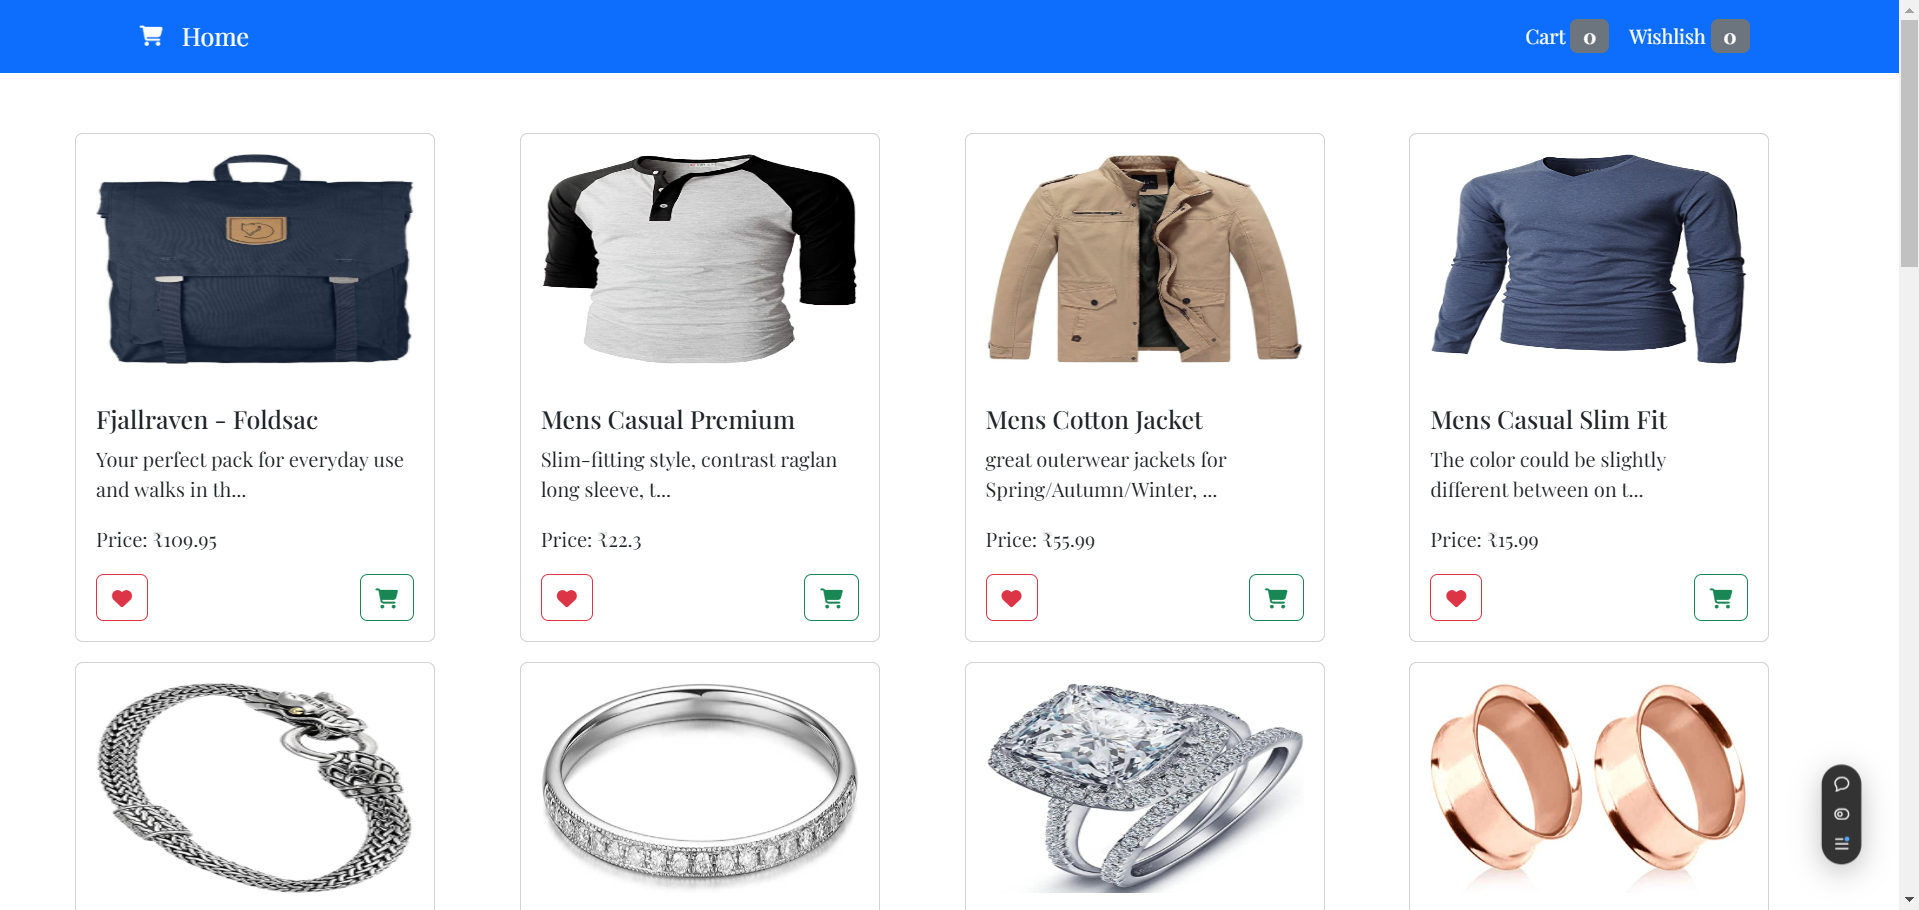 Home
Cart 0
Wishlist 0
Fjallraven - Foldsac
Your perfect pack for everyday use
and walks in th...
Price: ₹109.95
Mens Casual Premium
Slim-fitting style, contrast raglan
long sleeve, t...
Price: ₹22.3
Mens Cotton Jacket
great outerwear jackets for
Spring/Autumn/Winter, ...
Price: ₹55.99
Mens Casual Slim Fit
The color could be slightly
different between on t...
Price: ₹15.99